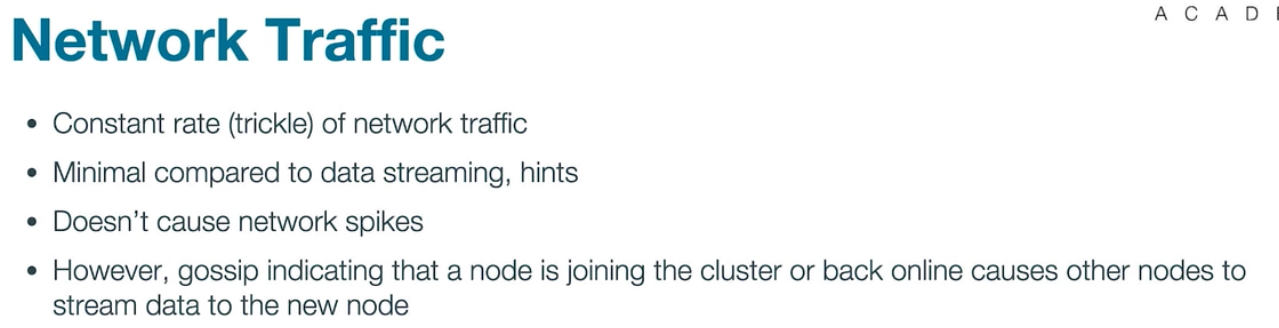 A C A D
Network Traffic
• Constant rate (trickle) of network traffic
• Minimal compared to data streaming, hints
• Doesn't cause network spikes
• However, gossip indicating that a node is joining the cluster or back online causes other nodes to
stream data to the new node